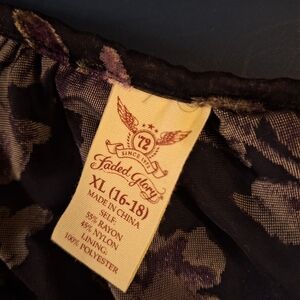 '72
SINCE 1972
Faded Glory
XL (16-18)
MADE IN CHINA
SELF:
55% RAYON
45% NYLON
LINING:
100% POLYESTER